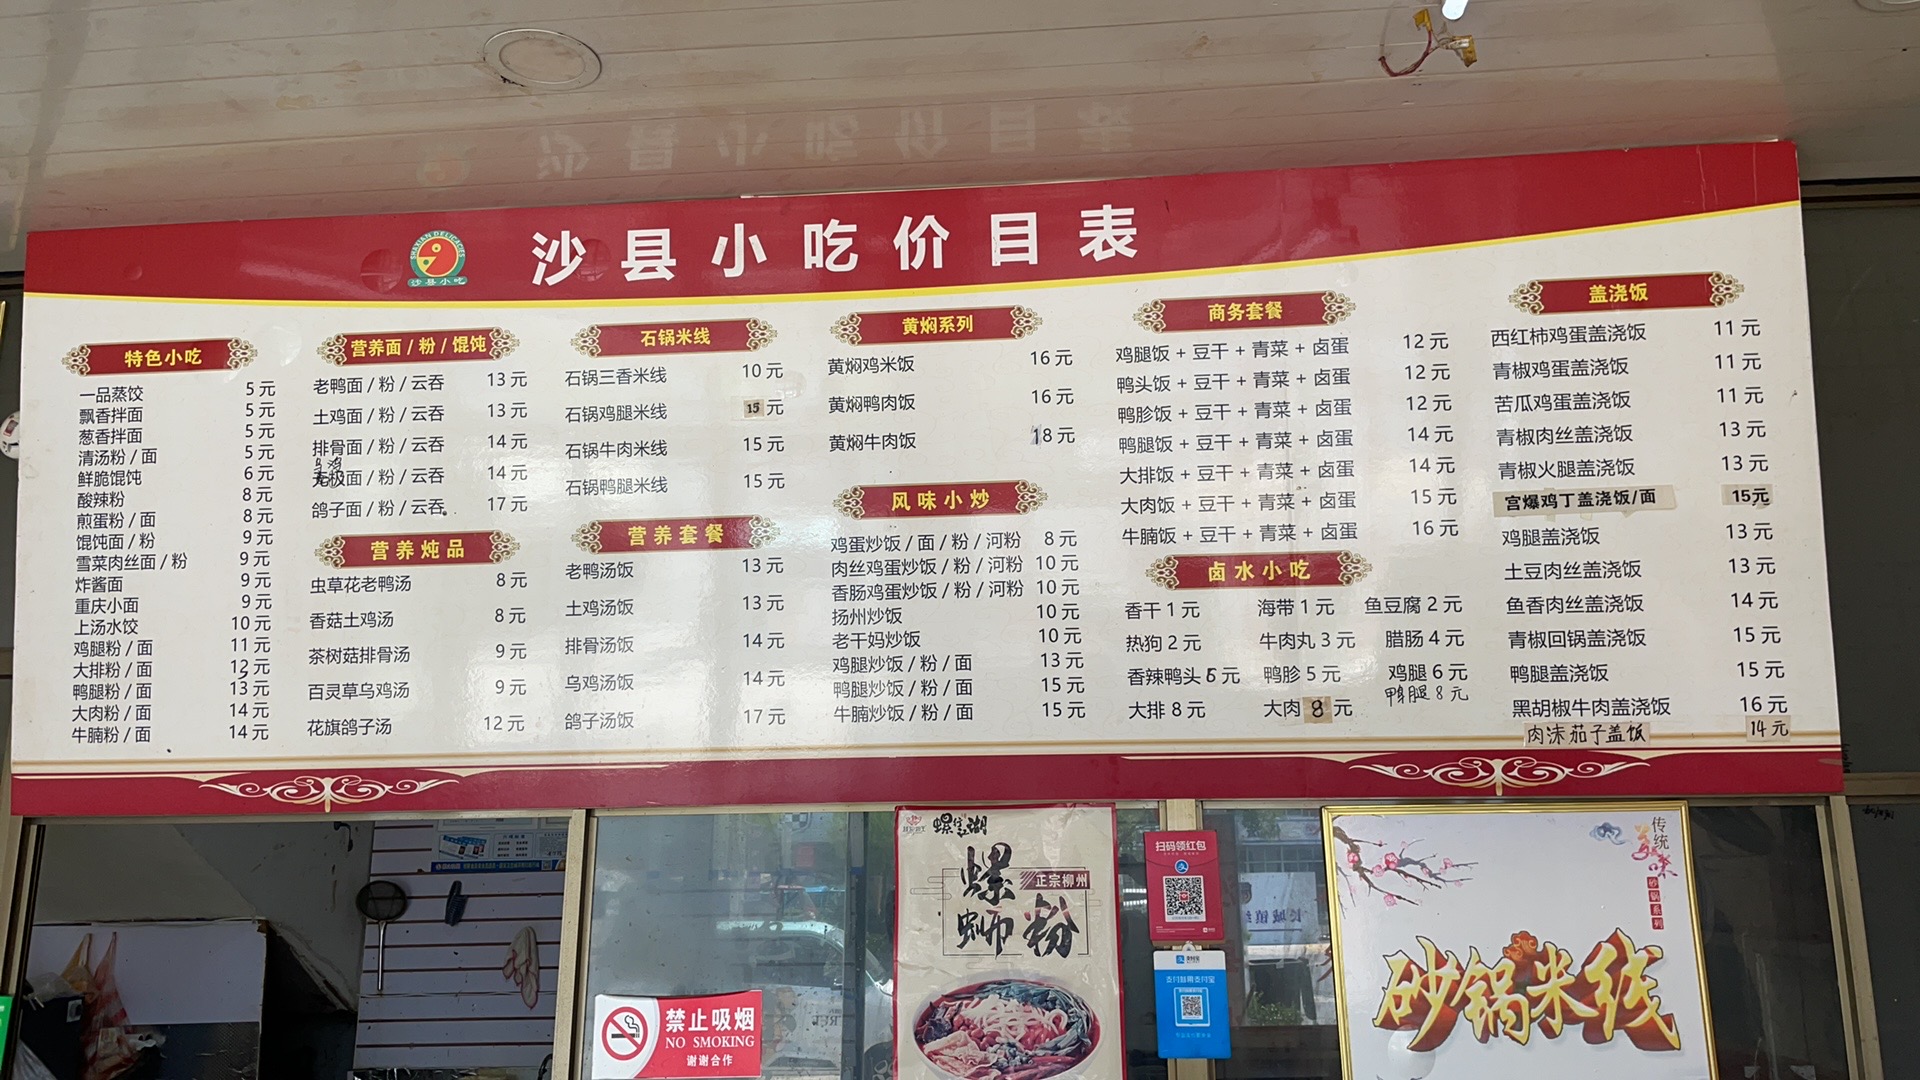 沙县小吃价目表
SHAXIAN DELICACIES
沙县小吃
特色小吃
一品蒸饺 5元
飘香拌面 5元
葱香拌面 5元
清汤粉/面 5元
鲜脆馄饨 6元
酸辣粉 8元
煎蛋粉/面 8元
馄饨面/粉 9元
雪菜肉丝面/粉 9元
炸酱面 9元
重庆小面 9元
上汤水饺 10元
鸡腿粉/面 11元
大排粉/面 12元
鸭腿粉/面 13元
大肉粉/面 14元
牛腩粉/面 14元
营养面/粉/馄饨
老鸭面/粉/云吞 13元
土鸡面/粉/云吞 13元
排骨面/粉/云吞 14元
乌鸡面/粉/云吞 14元
鸽子面/粉/云吞 17元
营养炖品
虫草花老鸭汤 8元
香菇土鸡汤 8元
茶树菇排骨汤 9元
百灵草乌鸡汤 9元
花旗鸽子汤 12元
石锅米线
石锅三香米线 10元
石锅鸡腿米线 15元
石锅牛肉米线 15元
石锅鸭腿米线 15元
营养套餐
老鸭汤饭 13元
土鸡汤饭 13元
排骨汤饭 14元
乌鸡汤饭 14元
鸽子汤饭 17元
黄焖系列
黄焖鸡米饭 16元
黄焖鸭肉饭 16元
黄焖牛肉饭 18元
风味小炒
鸡蛋炒饭/面/粉/河粉 8元
肉丝鸡蛋炒饭/粉/河粉 10元
香肠鸡蛋炒饭/粉/河粉 10元
扬州炒饭 10元
老干妈炒饭 10元
鸡腿炒饭/粉/面 13元
鸭腿炒饭/粉/面 15元
牛腩炒饭/粉/面 15元
商务套餐
鸡腿饭+豆干+青菜+卤蛋 12元
鸭头饭+豆干+青菜+卤蛋 12元
鸭胗饭+豆干+青菜+卤蛋 12元
鸭腿饭+豆干+青菜+卤蛋 14元
大排饭+豆干+青菜+卤蛋 14元
大肉饭+豆干+青菜+卤蛋 15元
牛腩饭+豆干+青菜+卤蛋 16元
卤水小吃
香干1元 海带1元 鱼豆腐2元
热狗2元 牛肉丸3元 腊肠4元
香辣鸭头5元 鸭胗5元 鸡腿6元
鸭腿8元
大排8元 大肉8元
盖浇饭
西红柿鸡蛋盖浇饭 11元
青椒鸡蛋盖浇饭 11元
苦瓜鸡蛋盖浇饭 11元
青椒肉丝盖浇饭 13元
青椒火腿盖浇饭 13元
宫爆鸡丁盖浇饭/面 15元
鸡腿盖浇饭 13元
土豆肉丝盖浇饭 13元
鱼香肉丝盖浇饭 14元
青椒回锅盖浇饭 15元
鸭腿盖浇饭 15元
黑胡椒牛肉盖浇饭 16元
肉沫茄子盖饭 14元
禁止吸烟
NO SMOKING
谢谢合作
螺仕江湖
正宗柳州
螺蛳粉
扫码领红包
支付宝
支付就用支付宝
传统
美味
砂锅系列
砂锅米线